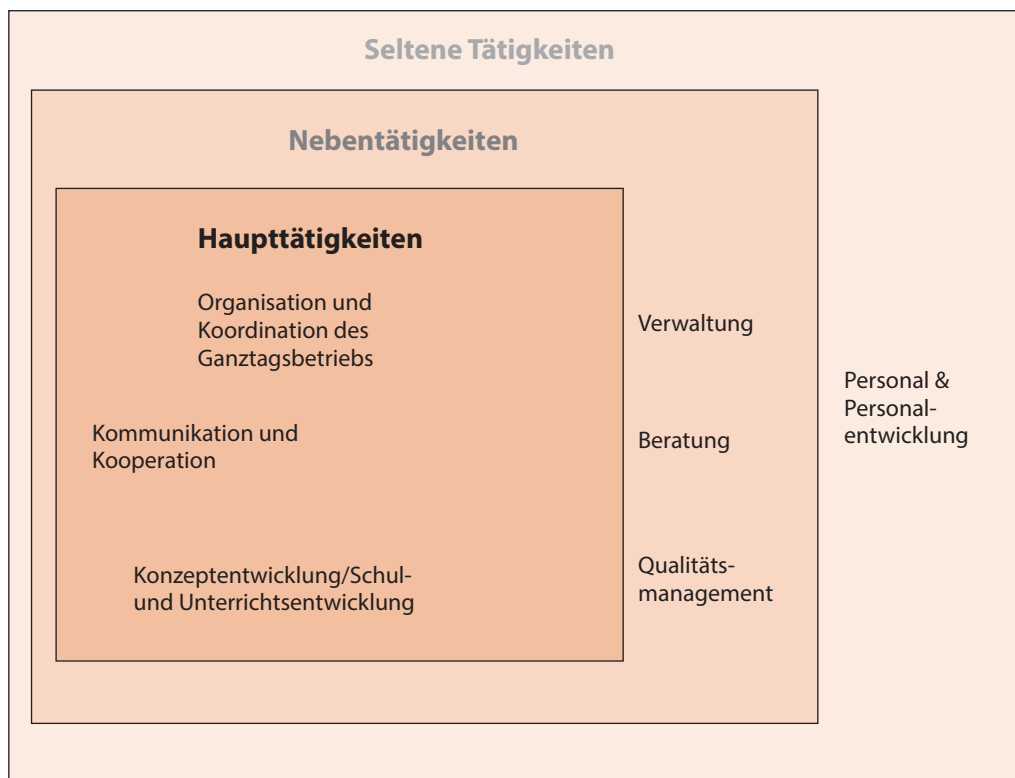 Seltene Tätigkeiten
Nebentätigkeiten
Haupttätigkeiten
Organisation und
Koordination des
Ganztagsbetriebs
Kommunikation und
Kooperation
Konzeptentwicklung/Schul-
und Unterrichtsentwicklung
Verwaltung
Beratung
Qualitäts-
management
Personal &
Personal-
entwicklung